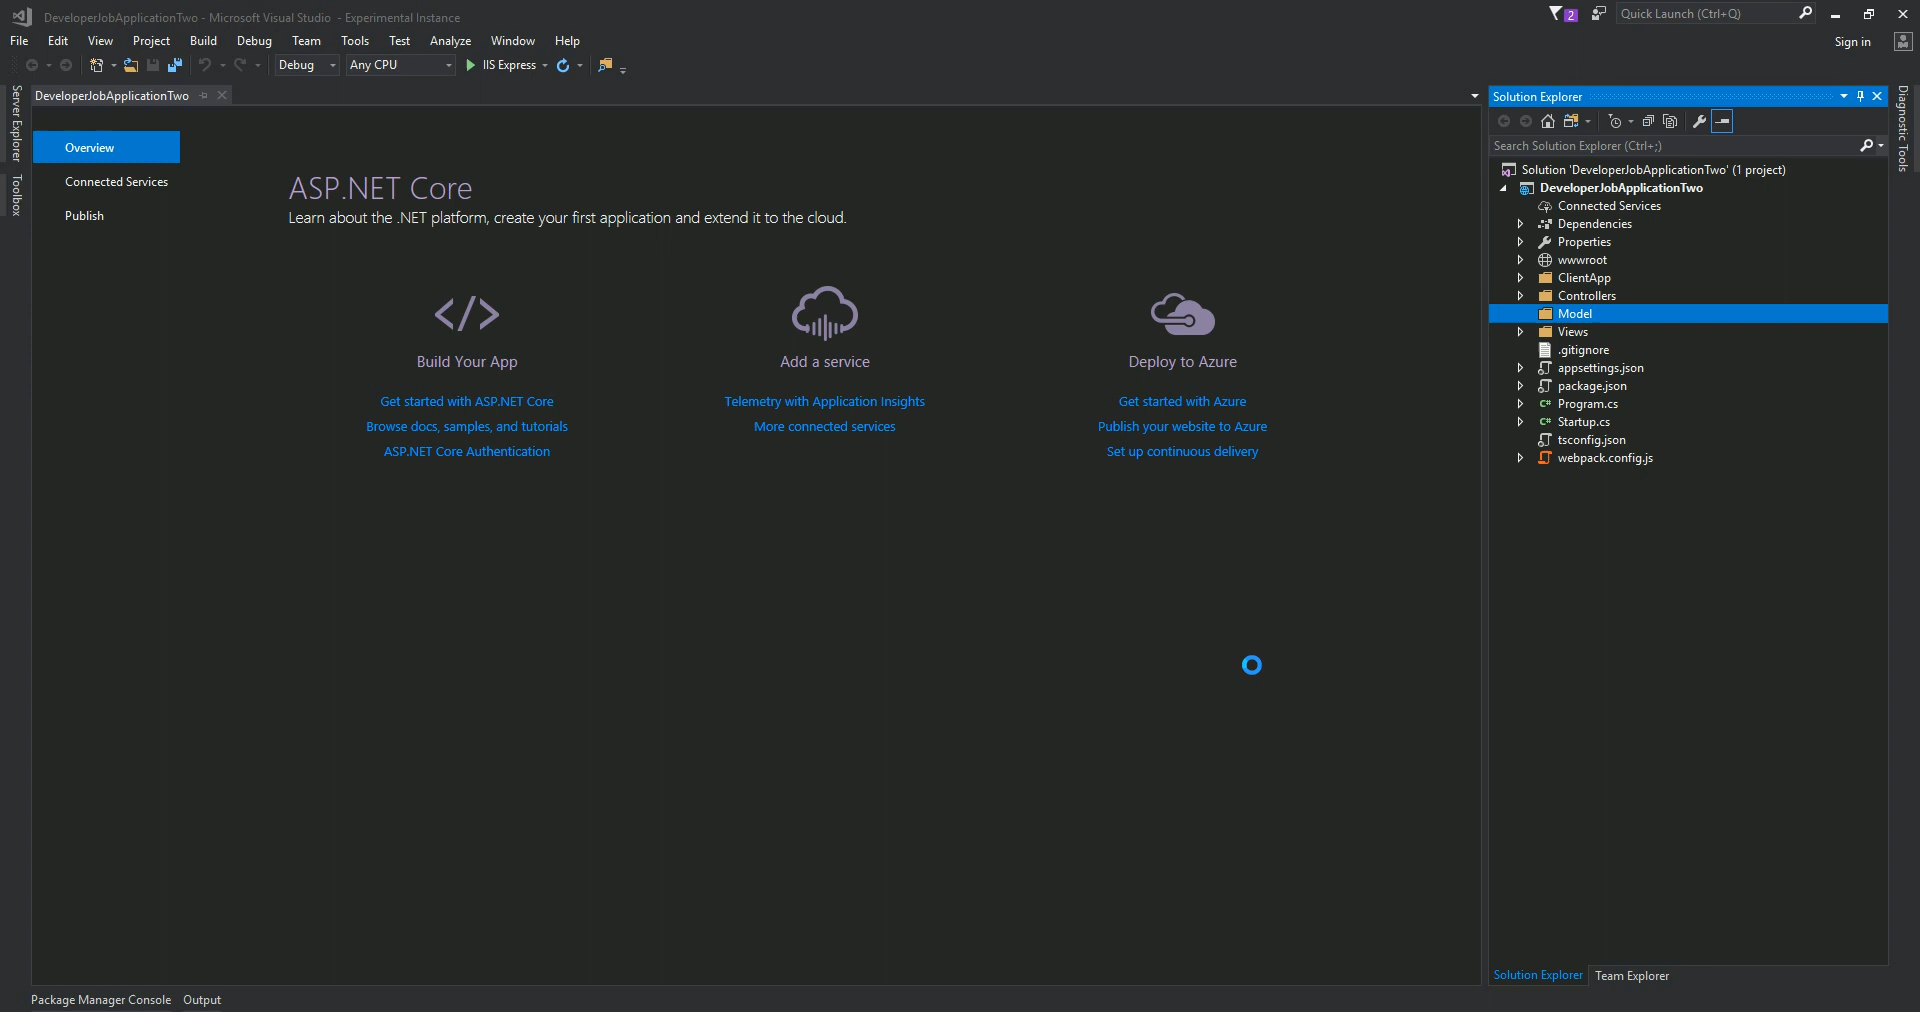 DeveloperJobApplicationTwo - Microsoft Visual Studio - Experimental Instance
2
Quick Launch (Ctrl+Q)
File Edit View Project Build Debug Team Tools Test Analyze Window Help
Sign in
Debug Any CPU IIS Express
Server Explorer
Toolbox
DeveloperJobApplicationTwo
Overview
Connected Services
Publish
ASP.NET Core
Learn about the .NET platform, create your first application and extend it to the cloud.
</>
Build Your App
Get started with ASP.NET Core
Browse docs, samples, and tutorials
ASP.NET Core Authentication
Add a service
Telemetry with Application Insights
More connected services
Deploy to Azure
Get started with Azure
Publish your website to Azure
Set up continuous delivery
Solution Explorer
Search Solution Explorer (Ctrl+;)
Solution 'DeveloperJobApplicationTwo' (1 project)
DeveloperJobApplicationTwo
Connected Services
Dependencies
Properties
wwwroot
ClientApp
Controllers
Model
Views
.gitignore
appsettings.json
package.json
C# Program.cs
C# Startup.cs
tsconfig.json
webpack.config.js
Solution Explorer Team Explorer
Diagnostic Tools
Package Manager Console Output